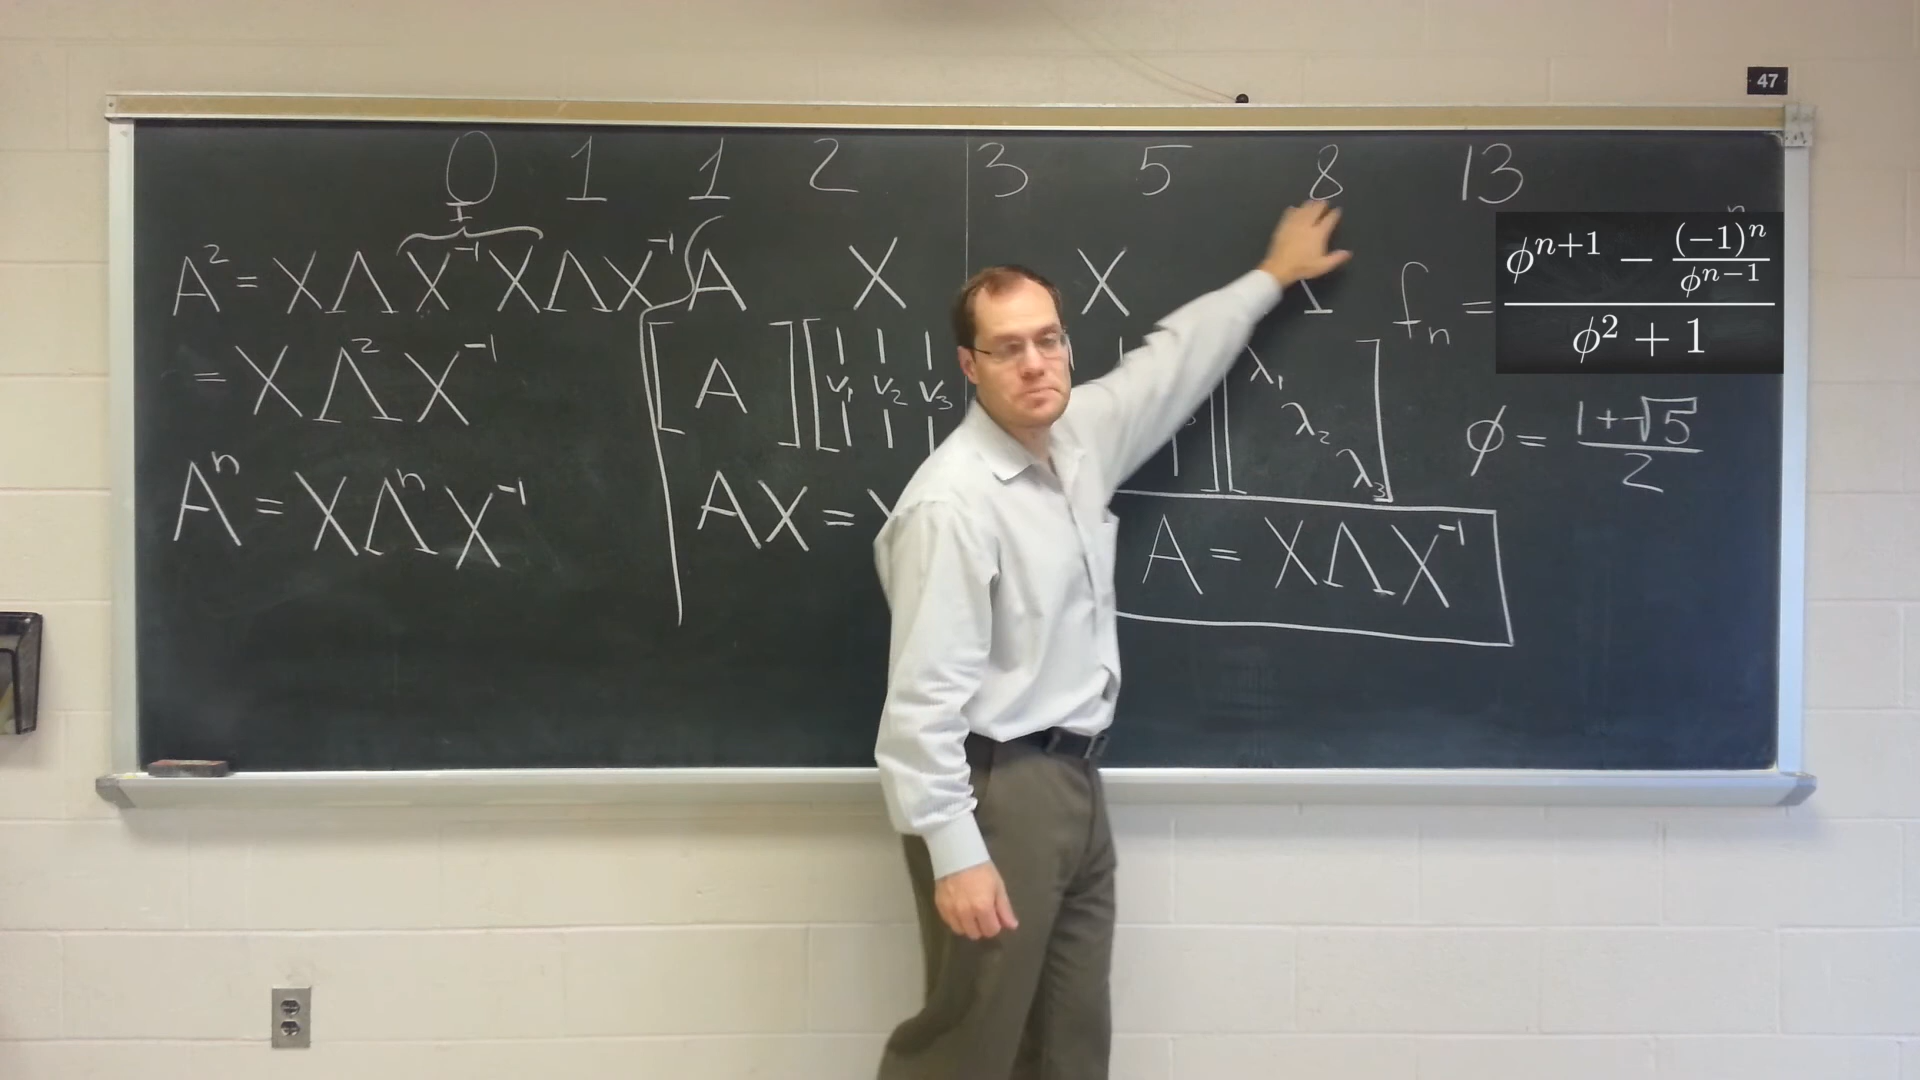 47
0 1 1 2 3 5 8 13
I
A² = XΛX⁻¹XΛX⁻¹
= XΛ²X⁻¹
Aⁿ = XΛⁿX⁻¹
A X X Λ
[A] [v₁ v₂ v₃
λ₁
λ₂
λ₃
AX =
A = XΛX⁻¹
n
fₙ = (ϕⁿ⁺¹ − (−1)ⁿ/ϕⁿ⁻¹)/(ϕ² + 1)
ϕ = (1+√5)/2